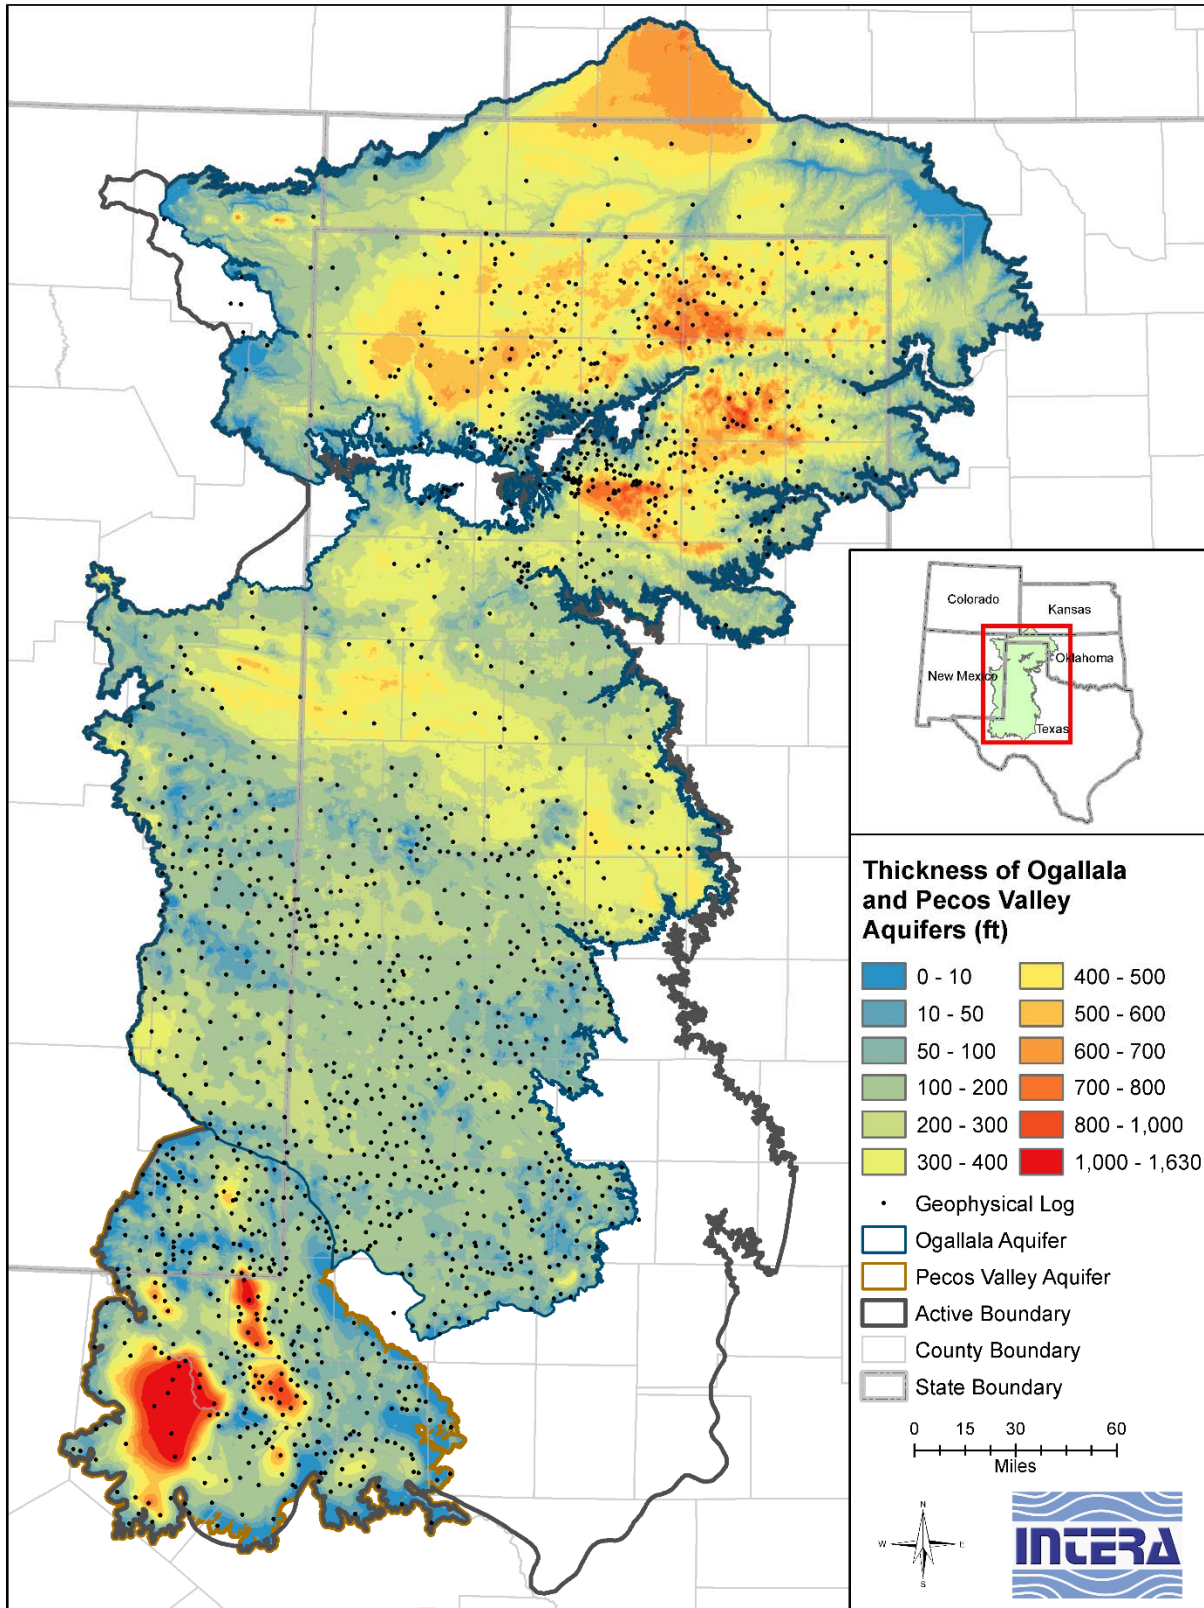 Colorado
Kansas
New Mexico
Oklahoma
Texas
Thickness of Ogallala
and Pecos Valley
Aquifers (ft)
0 - 10
400 - 500
10 - 50
500 - 600
50 - 100
600 - 700
100 - 200
700 - 800
200 - 300
800 - 1,000
300 - 400
1,000 - 1,630
Geophysical Log
Ogallala Aquifer
Pecos Valley Aquifer
Active Boundary
County Boundary
State Boundary
0 15 30 60
Miles
N
W E
S
INTERA